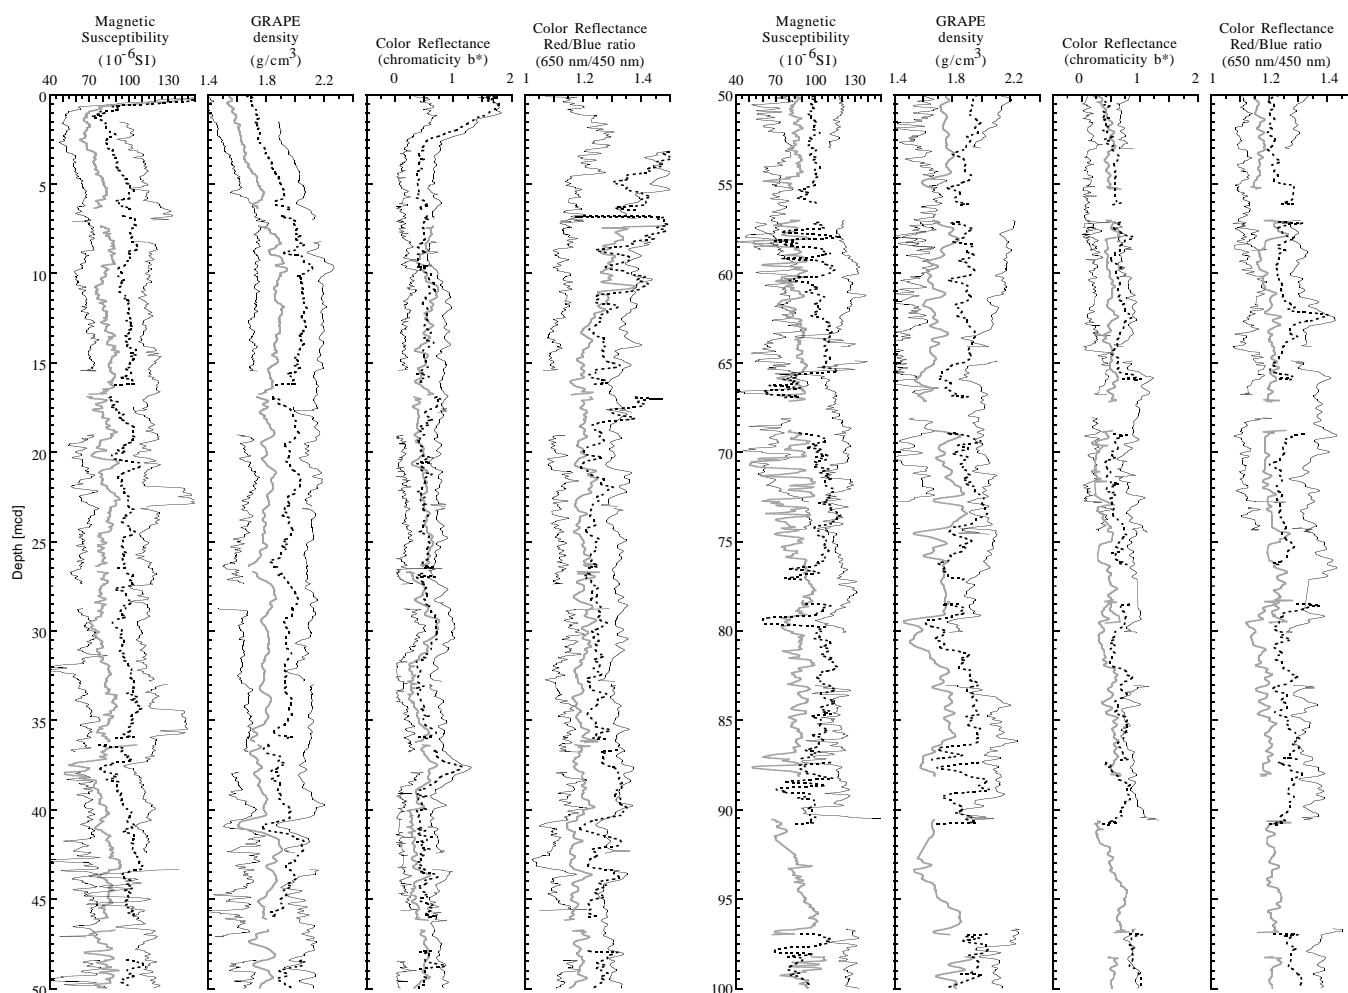 Magnetic
Susceptibility
(10-6SI)
40 70 100 130
GRAPE
density
(g/cm3)
1.4 1.8 2.2
Color Reflectance
(chromaticity b*)
0 1 2
Color Reflectance
Red/Blue ratio
(650 nm/450 nm)
1 1.2 1.4
Magnetic
Susceptibility
(10-6SI)
40 70 100 130
GRAPE
density
(g/cm3)
1.4 1.8 2.2
Color Reflectance
(chromaticity b*)
0 1 2
Color Reflectance
Red/Blue ratio
(650 nm/450 nm)
1 1.2 1.4
Depth [mcd]
0
5
10
15
20
25
30
35
40
45
50
50
55
60
65
70
75
80
85
90
95
100